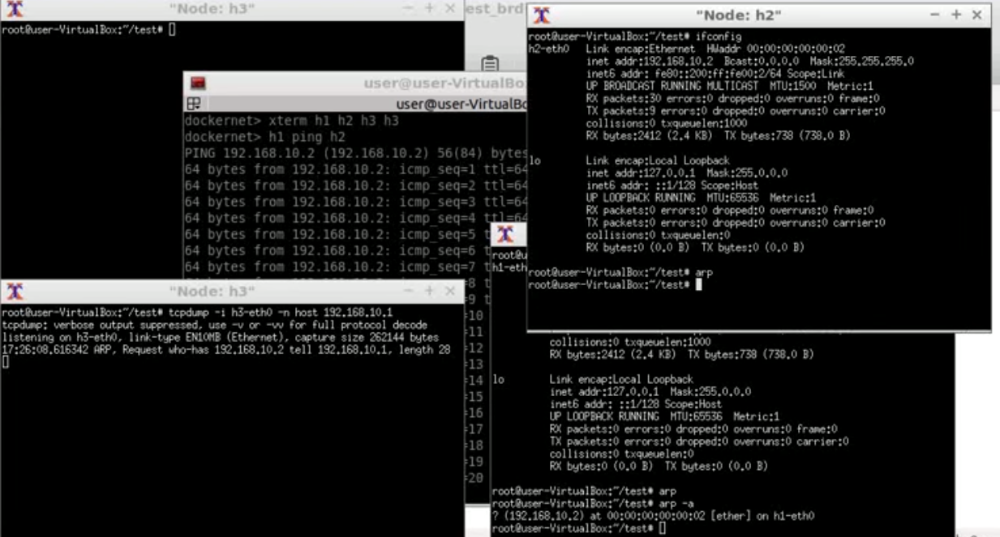 "Node: h3"
root@user-VirtualBox:~/test#
est_brd
user@user-VirtualBo
user@user-VirtualBo
dockernet> xterm h1 h2 h3 h3
dockernet> h1 ping h2
PING 192.168.10.2 (192.168.10.2) 56(84) bytes
64 bytes from 192.168.10.2: icmp_seq=1 ttl=64
64 bytes from 192.168.10.2: icmp_seq=2 ttl=64
64 bytes from 192.168.10.2: icmp_seq=3 ttl=64
64 bytes from 192.168.10.2: icmp_seq=4 ttl=64
64 bytes from 192.168.10.2: icmp_seq=5 t
64 bytes from 192.168.10.2: icmp_seq=6 t
64 bytes from 192.168.10.2: icmp_seq=7 t
=8 t
=9 t
=10
=11
=12
=13
=14
=15
=16
=17
=18
=19
=20
"Node: h3"
root@user-VirtualBox:~/test# tcpdump -i h3-eth0 -n host 192.168.10.1
tcpdump: verbose output suppressed, use -v or -vv for full protocol decode
listening on h3-eth0, link-type EN10MB (Ethernet), capture size 262144 bytes
17:26:08.616342 ARP, Request who-has 192.168.10.2 tell 192.168.10.1, length 28
"Node: h2"
root@user-VirtualBox:~/test# ifconfig
h2-eth0 Link encap:Ethernet HWaddr 00:00:00:00:00:02
inet addr:192.168.10.2 Bcast:0.0.0.0 Mask:255.255.255.0
inet6 addr: fe80::200:ff:fe00:2/64 Scope:Link
UP BROADCAST RUNNING MULTICAST MTU:1500 Metric:1
RX packets:30 errors:0 dropped:0 overruns:0 frame:0
TX packets:9 errors:0 dropped:0 overruns:0 carrier:0
collisions:0 txqueuelen:1000
RX bytes:2412 (2.4 KB) TX bytes:738 (738.0 B)
lo Link encap:Local Loopback
inet addr:127.0.0.1 Mask:255.0.0.0
inet6 addr: ::1/128 Scope:Host
UP LOOPBACK RUNNING MTU:65536 Metric:1
RX packets:0 errors:0 dropped:0 overruns:0 frame:0
TX packets:0 errors:0 dropped:0 overruns:0 carrier:0
collisions:0 txqueuelen:0
RX bytes:0 (0.0 B) TX bytes:0 (0.0 B)
root@user-VirtualBox:~/test# arp
root@user-VirtualBox:~/test#
root@u
h1-eth
collisions:0 txqueuelen:1000
RX bytes:2412 (2.4 KB) TX bytes:738 (738.0 B)
lo Link encap:Local Loopback
inet addr:127.0.0.1 Mask:255.0.0.0
inet6 addr: ::1/128 Scope:Host
UP LOOPBACK RUNNING MTU:65536 Metric:1
RX packets:0 errors:0 dropped:0 overruns:0 frame:0
TX packets:0 errors:0 dropped:0 overruns:0 carrier:0
collisions:0 txqueuelen:0
RX bytes:0 (0.0 B) TX bytes:0 (0.0 B)
root@user-VirtualBox:~/test# arp
root@user-VirtualBox:~/test# arp -a
? (192.168.10.2) at 00:00:00:00:00:02 [ether] on h1-eth0
root@user-VirtualBox:~/test#